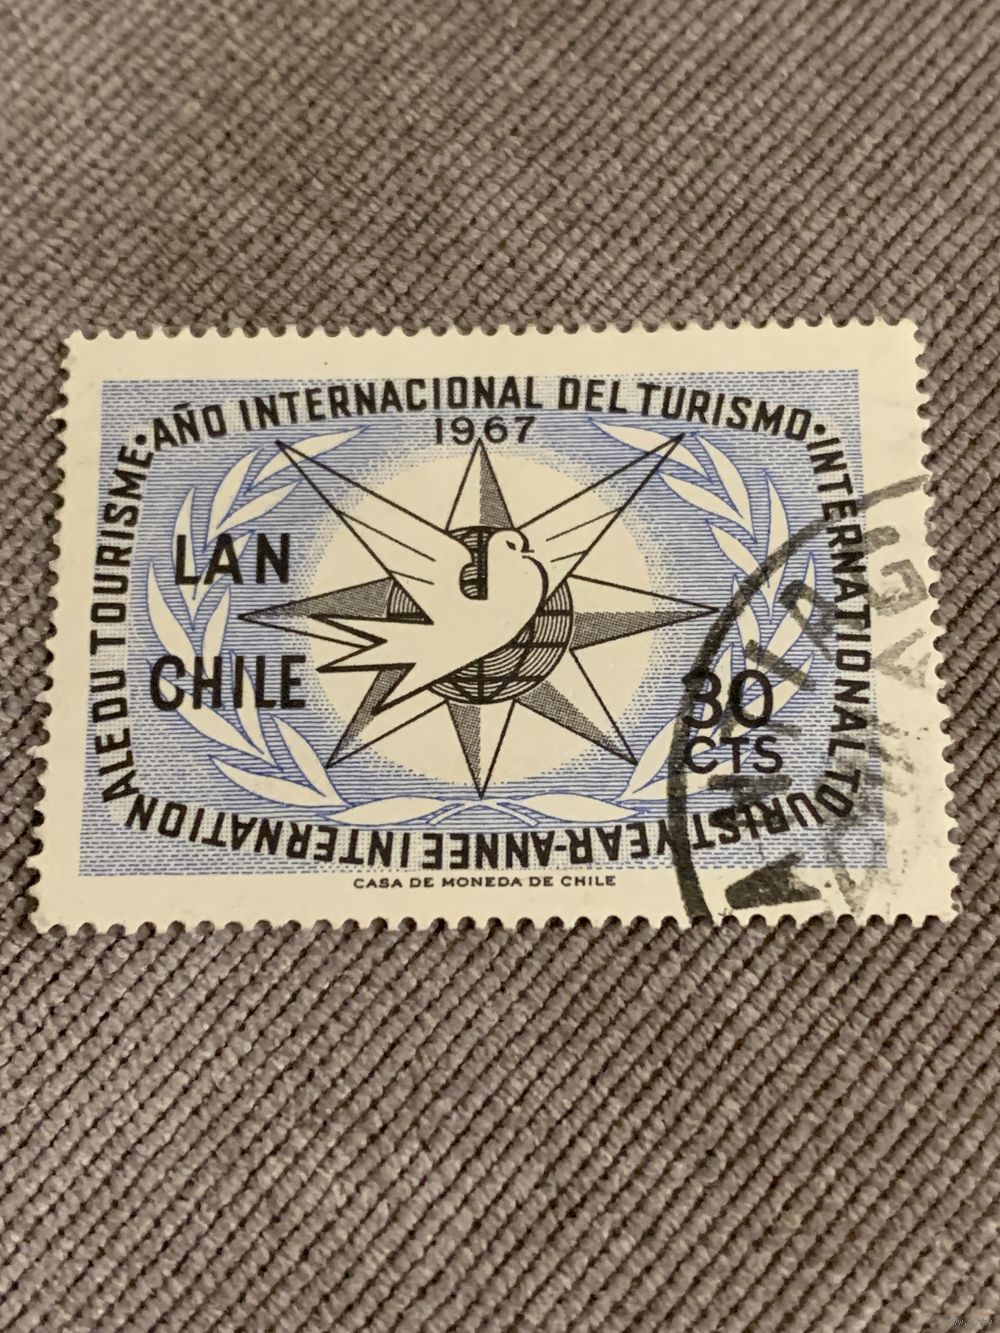 AÑO INTERNACIONAL DEL TURISMO•INTERNATIONAL TOURIST YEAR-ANNEE INTERNATIONALE DU TOURISME•
1967
LAN
CHILE
30
CTS
CASA DE MONEDA DE CHILE